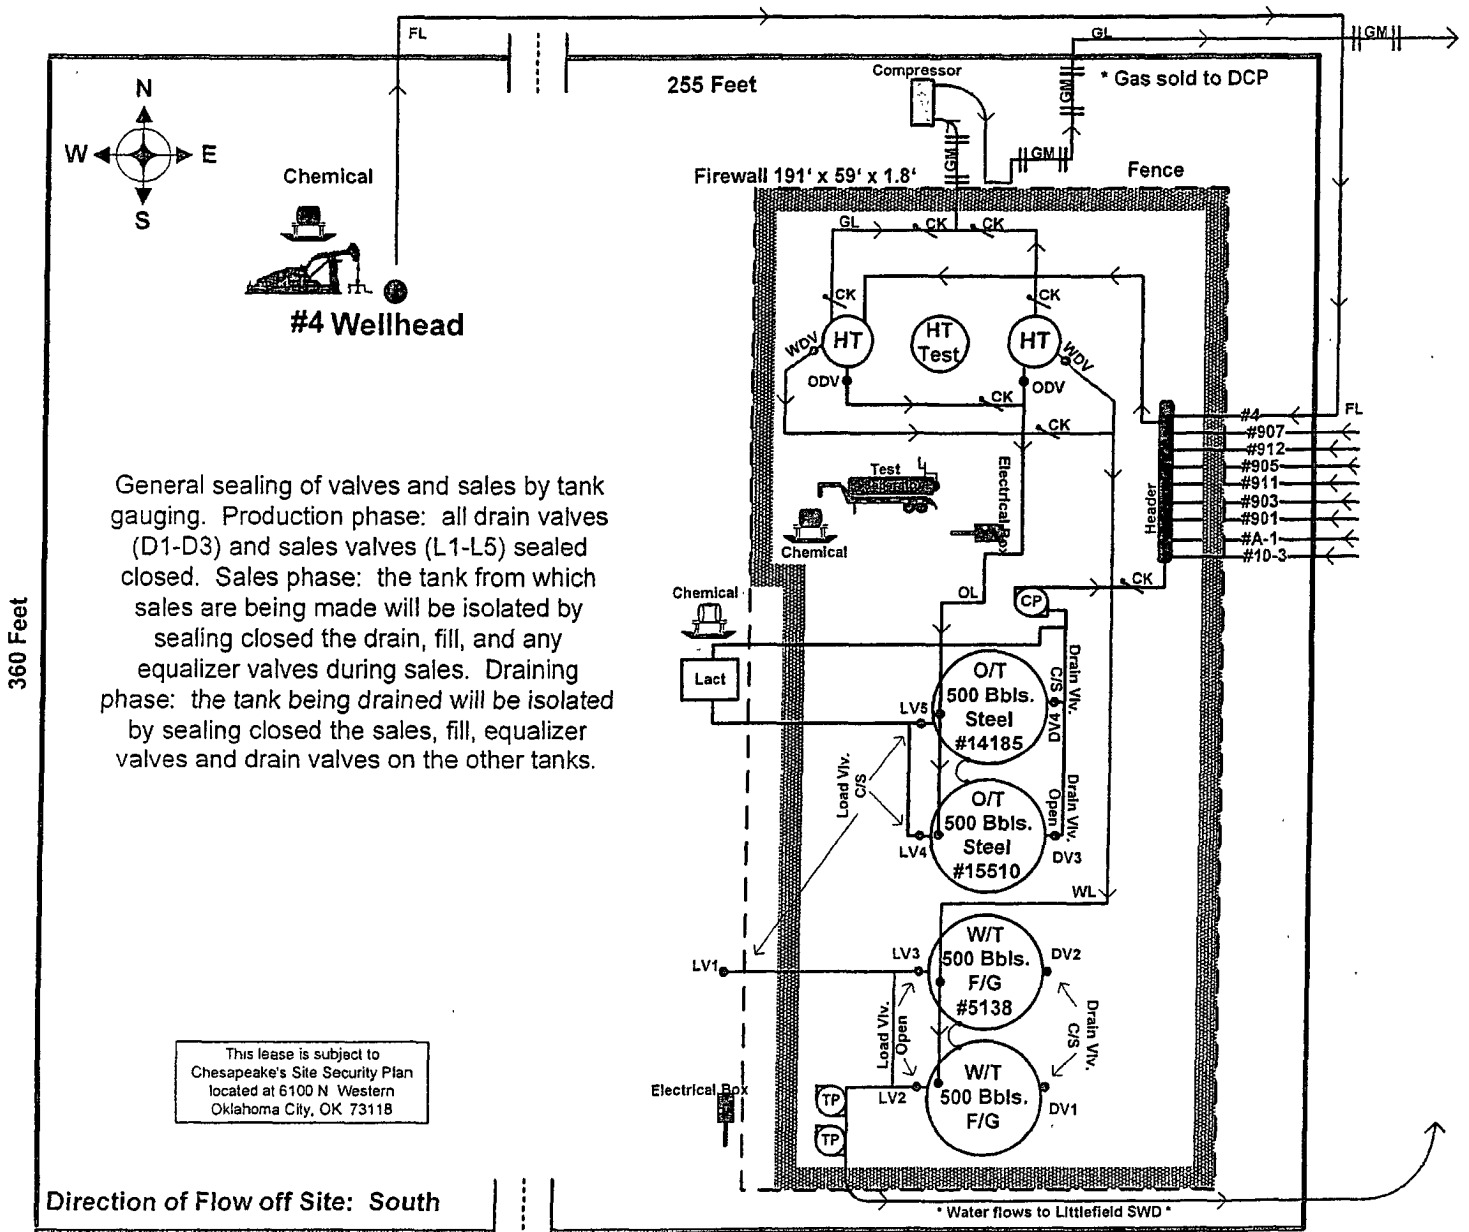 FL
GL
GM
255 Feet
Compressor
GM
* Gas sold to DCP
N
W
E
S
Chemical
GM
GM
Firewall 191' x 59' x 1.8'
Fence
GL
CK
CK
#4 Wellhead
CK
CK
HT
HT
Test
HT
WDV
WDV
ODV
ODV
CK
CK
FL
#4
#907
#912
#905
#911
#903
#901
#A-1
#10-3
Header
General sealing of valves and sales by tank
gauging. Production phase: all drain valves
(D1-D3) and sales valves (L1-L5) sealed
closed. Sales phase: the tank from which
sales are being made will be isolated by
sealing closed the drain, fill, and any
equalizer valves during sales. Draining
phase: the tank being drained will be isolated
by sealing closed the sales, fill, equalizer
valves and drain valves on the other tanks.
360 Feet
Test
Chemical
Electrical Box
CK
OL
CP
Chemical
Lact
O/T
500 Bbls.
Steel
#14185
LV5
Drain Vlv.
C/S
DV4
Load Vlv.
C/S
O/T
500 Bbls.
Steel
#15510
LV4
Drain Vlv.
Open
DV3
WL
W/T
500 Bbls.
F/G
#5138
LV1
LV3
DV2
Load Vlv.
Open
Drain Vlv.
C/S
W/T
500 Bbls.
F/G
LV2
DV1
This lease is subject to
Chesapeake's Site Security Plan
located at 6100 N Western
Oklahoma City, OK 73118
Electrical Box
TP
TP
Direction of Flow off Site: South
* Water flows to Littlefield SWD *